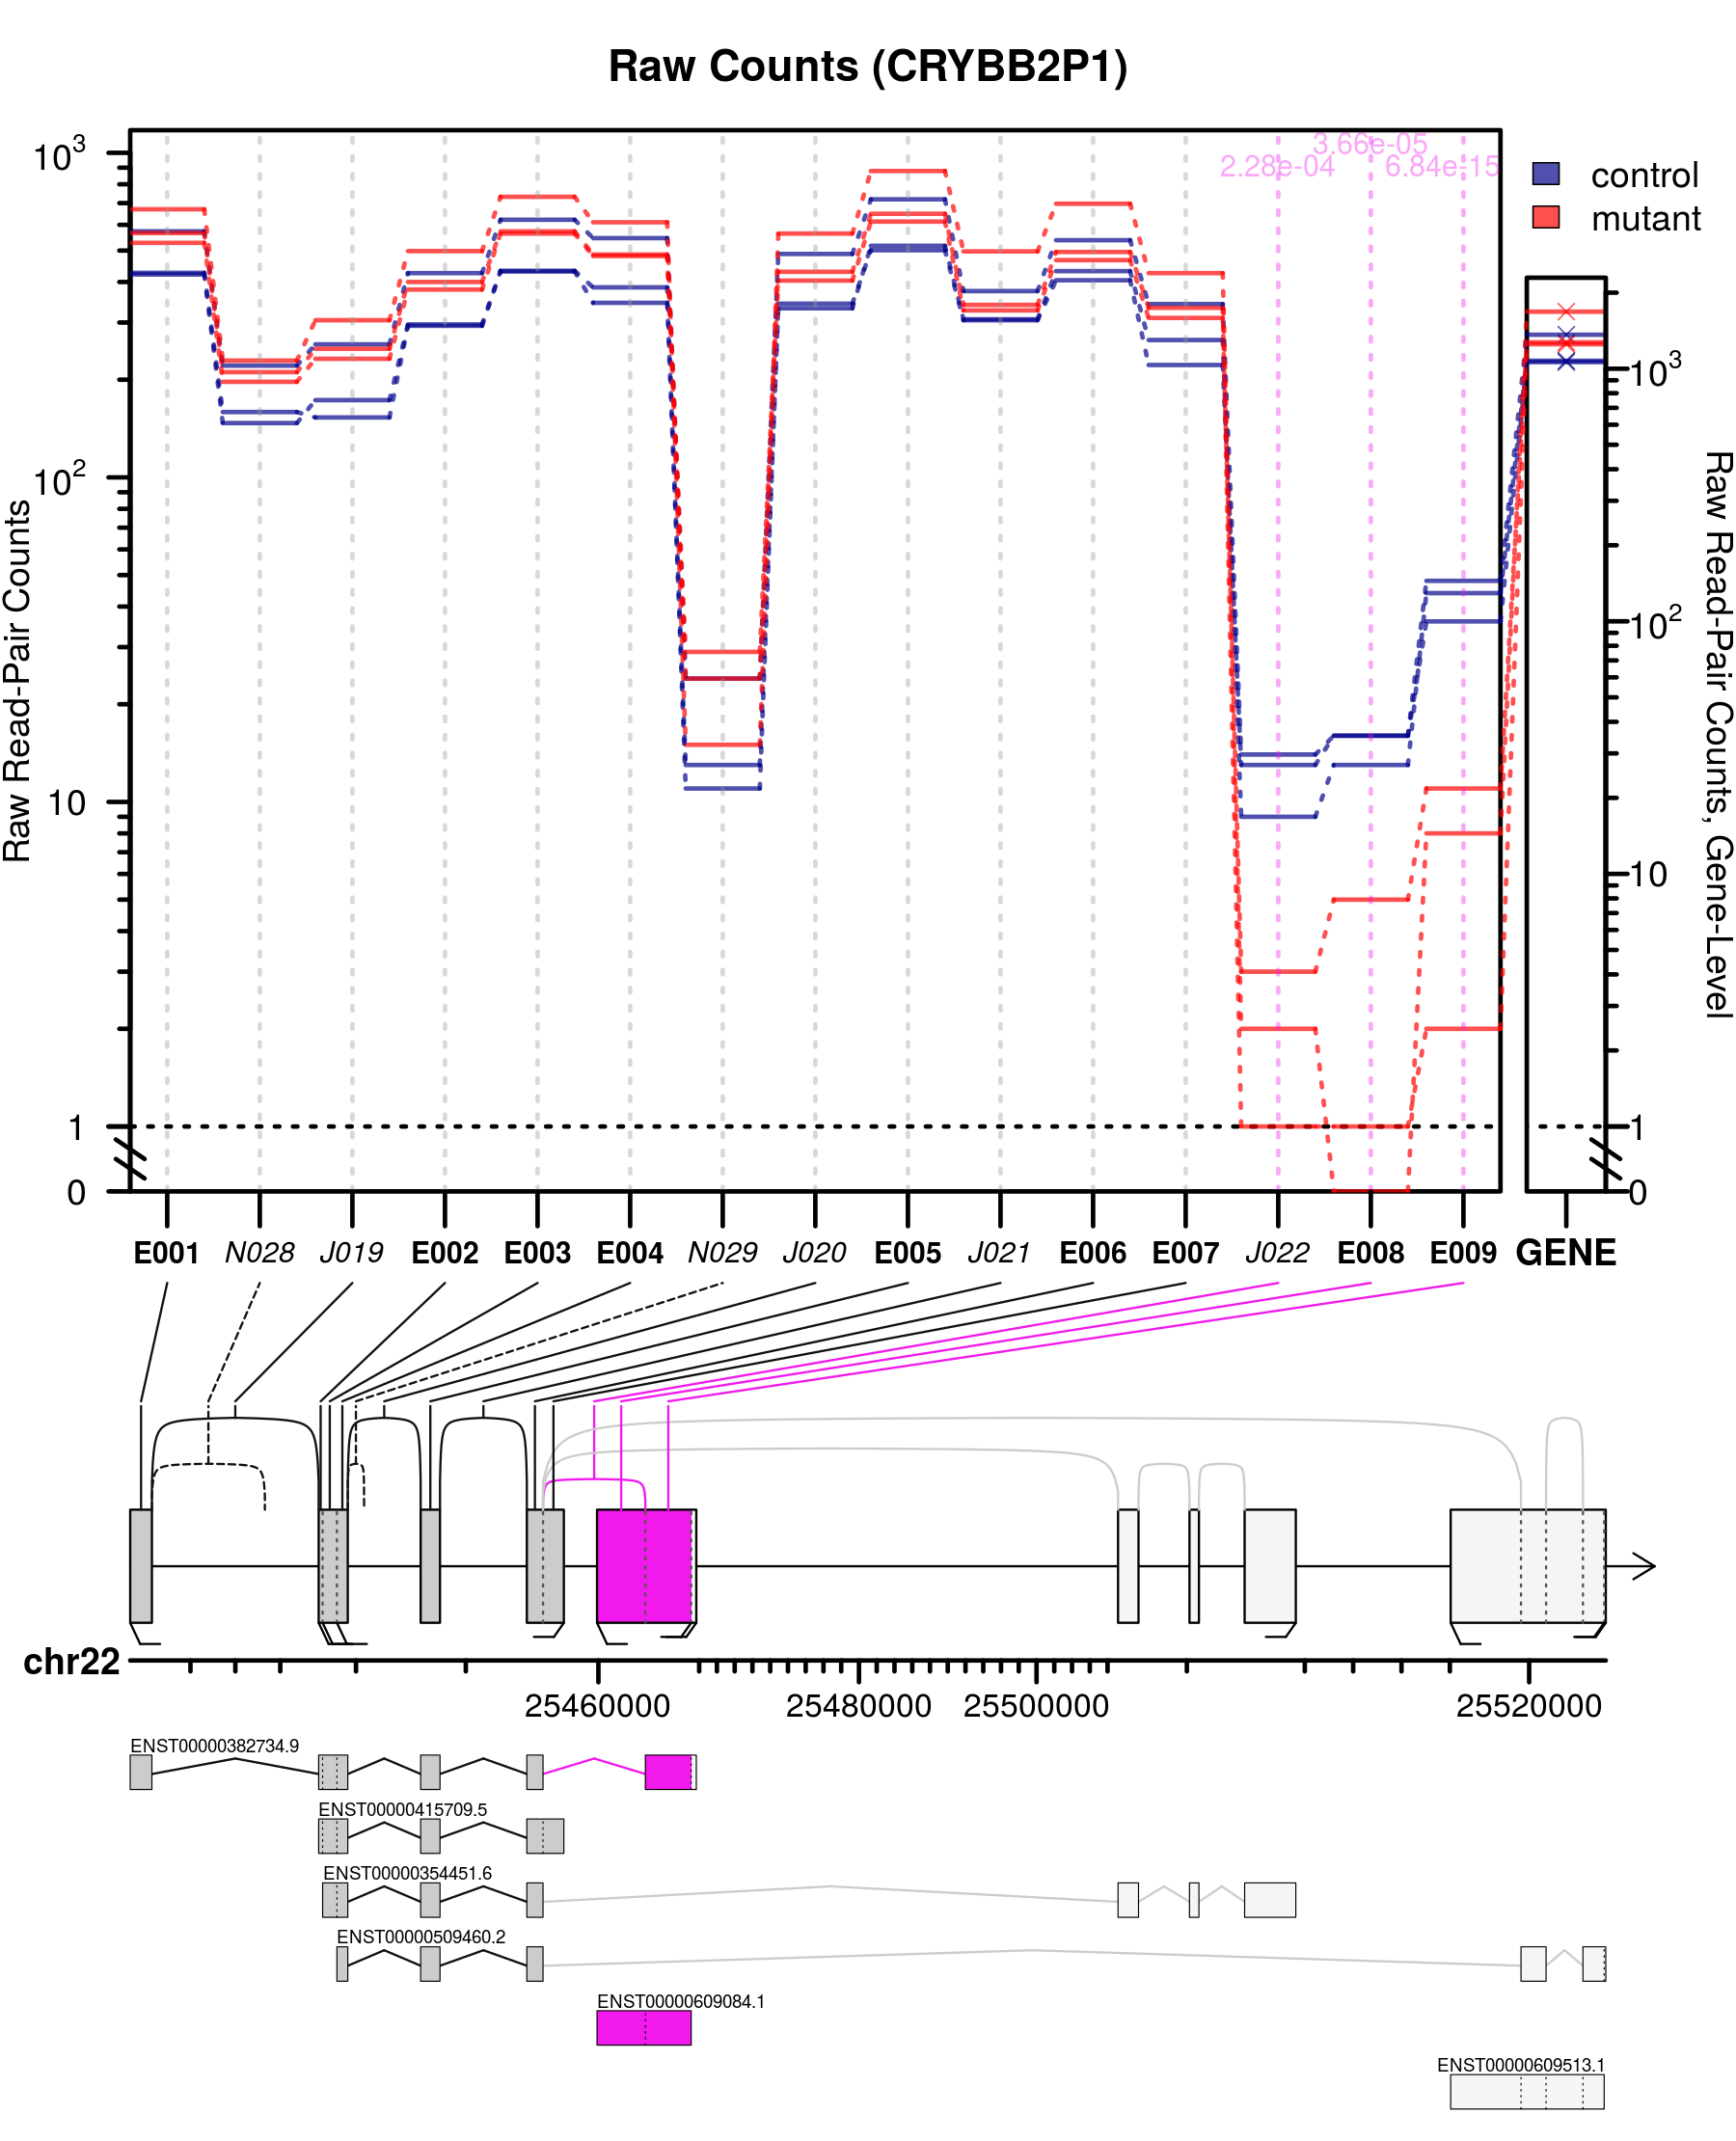 Raw Counts (CRYBB2P1)
3.66e-05
2.28e-04 6.84e-15
control
mutant
Raw Read-Pair Counts
10³
10²
10
1
0
Raw Read-Pair Counts, Gene-Level
10³
10²
10
1
0
E001 N028 J019 E002 E003 E004 N029 J020 E005 J021 E006 E007 J022 E008 E009 GENE
chr22
25460000 25480000 25500000 25520000
ENST00000382734.9
ENST00000415709.5
ENST00000354451.6
ENST00000509460.2
ENST00000609084.1
ENST00000609513.1